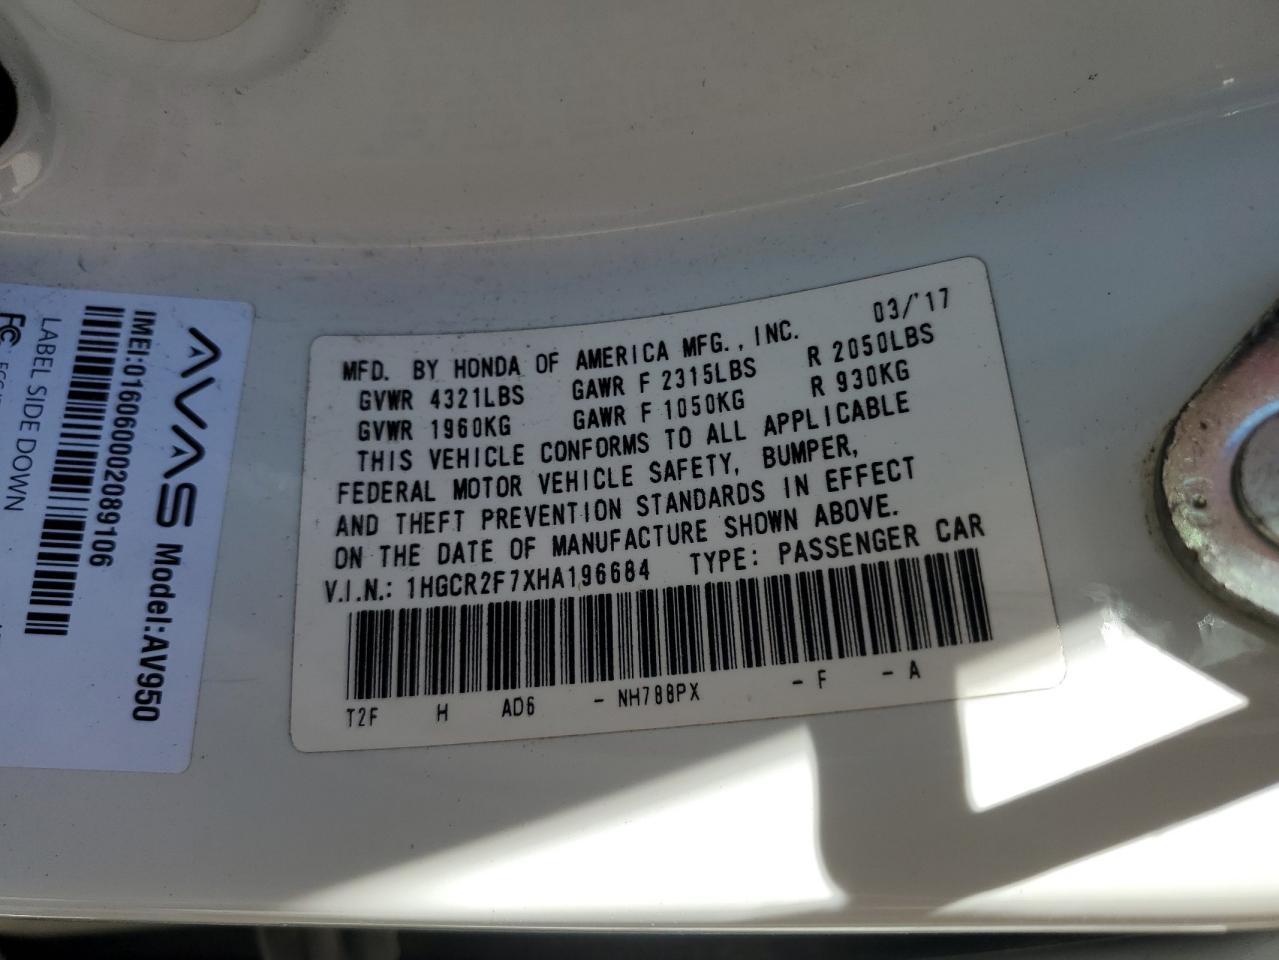 MFD. BY HONDA OF AMERICA MFG., INC. 03/'17
GVWR 4321LBS GAWR F 2315LBS R 2050LBS
GVWR 1960KG GAWR F 1050KG R 930KG
THIS VEHICLE CONFORMS TO ALL APPLICABLE
FEDERAL MOTOR VEHICLE SAFETY, BUMPER,
AND THEFT PREVENTION STANDARDS IN EFFECT
ON THE DATE OF MANUFACTURE SHOWN ABOVE.
V.I.N.: 1HGCR2F7XHA196684 TYPE: PASSENGER CAR
T2F H AD6 - NH788PX - F - A
AVAS Model:AV950
IMEI:016060002089106
LABEL SIDE DOWN
FC